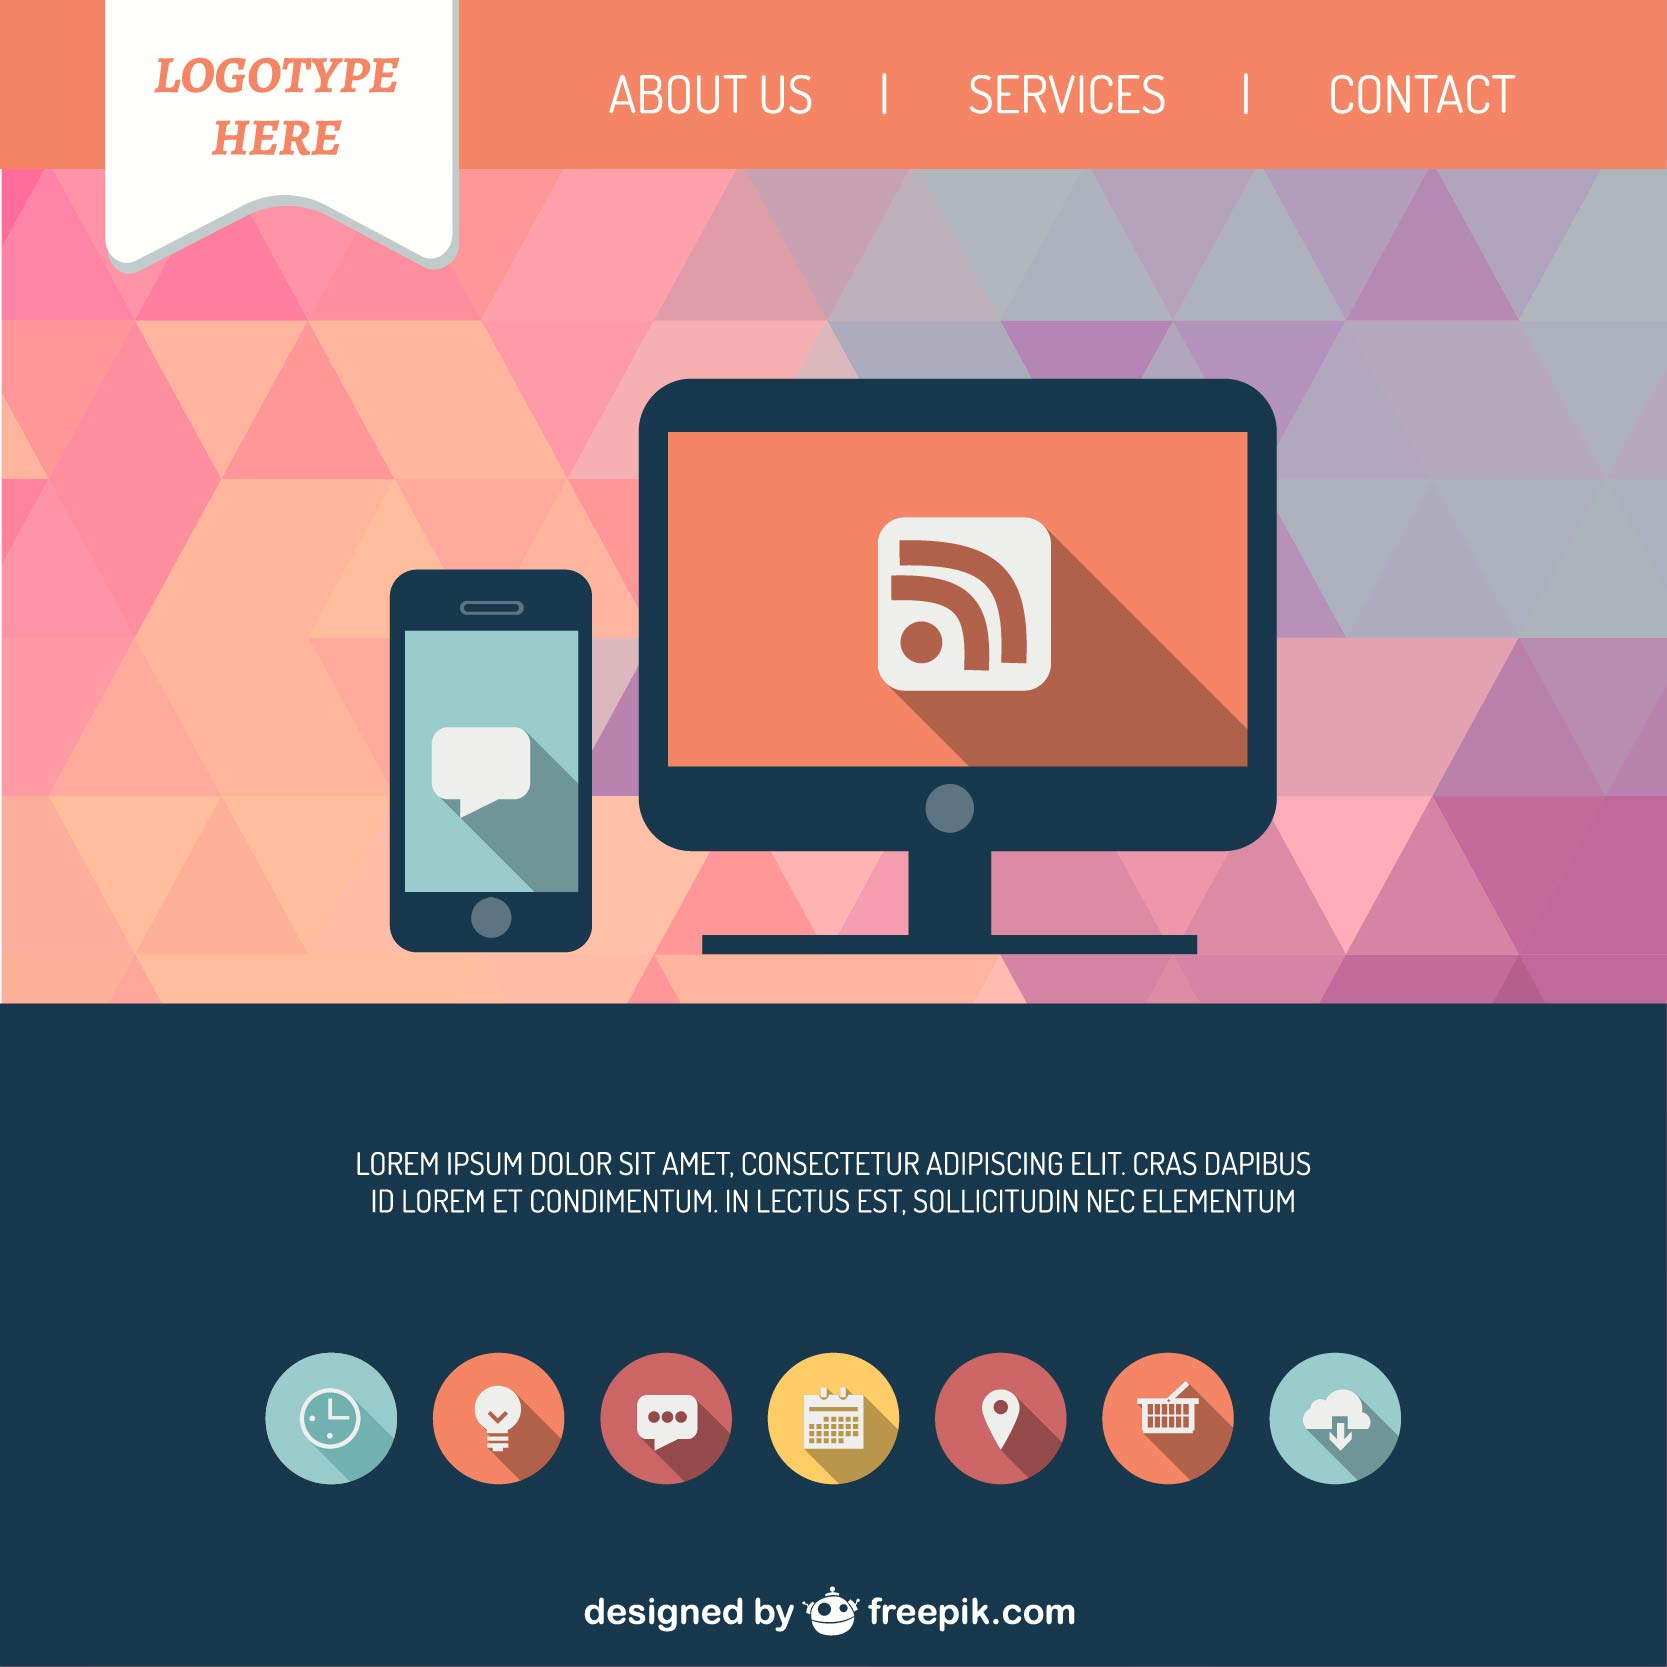 LOGOTYPE
HERE
ABOUT US | SERVICES | CONTACT
LOREM IPSUM DOLOR SIT AMET, CONSECTETUR ADIPISCING ELIT. CRAS DAPIBUS
ID LOREM ET CONDIMENTUM. IN LECTUS EST, SOLLICITUDIN NEC ELEMENTUM
designed by freepik.com